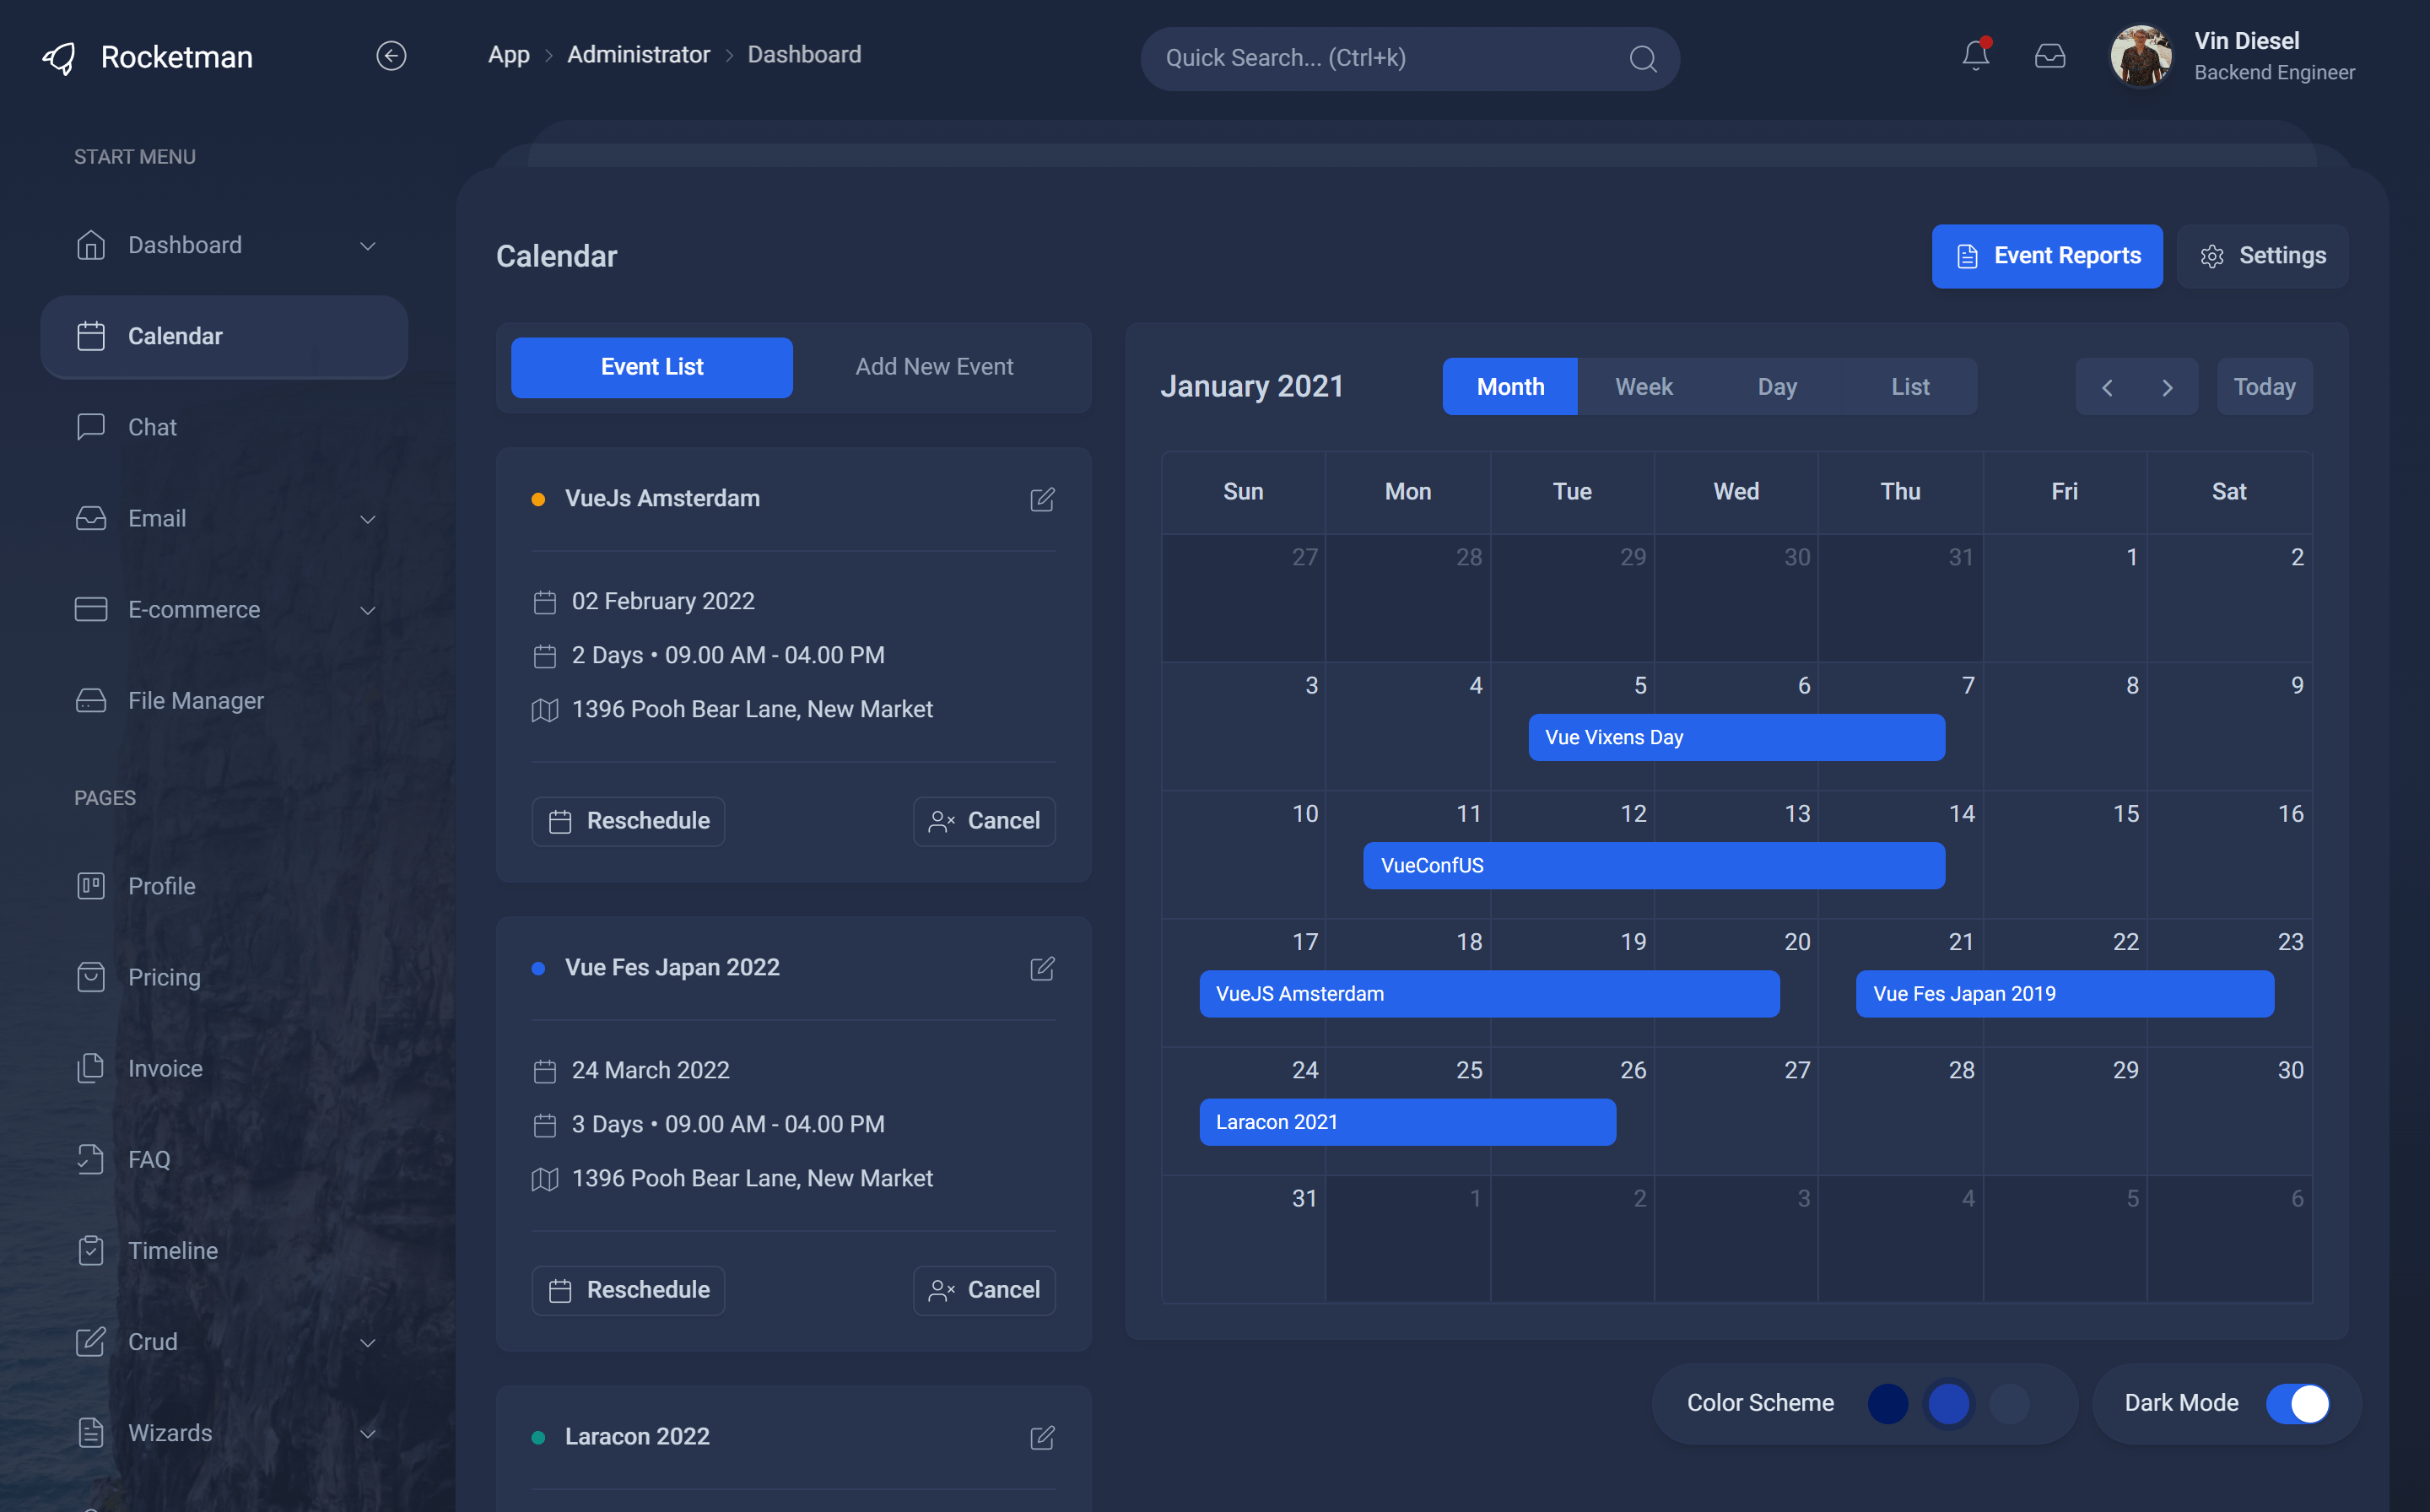 Rocketman
App > Administrator > Dashboard
Quick Search... (Ctrl+k)
Vin Diesel
Backend Engineer
START MENU
Dashboard
Calendar
Chat
Email
E-commerce
File Manager
PAGES
Profile
Pricing
Invoice
FAQ
Timeline
Crud
Wizards
Calendar
Event Reports
Settings
Event List
Add New Event
VueJs Amsterdam
02 February 2022
2 Days • 09.00 AM - 04.00 PM
1396 Pooh Bear Lane, New Market
Reschedule
Cancel
Vue Fes Japan 2022
24 March 2022
3 Days • 09.00 AM - 04.00 PM
1396 Pooh Bear Lane, New Market
Reschedule
Cancel
Laracon 2022
January 2021
Month Week Day List
Today
Sun Mon Tue Wed Thu Fri Sat
27 28 29 30 31 1 2
3 4 5 6 7 8 9
Vue Vixens Day
10 11 12 13 14 15 16
VueConfUS
17 18 19 20 21 22 23
VueJS Amsterdam Vue Fes Japan 2019
24 25 26 27 28 29 30
Laracon 2021
31 1 2 3 4 5 6
Color Scheme
Dark Mode